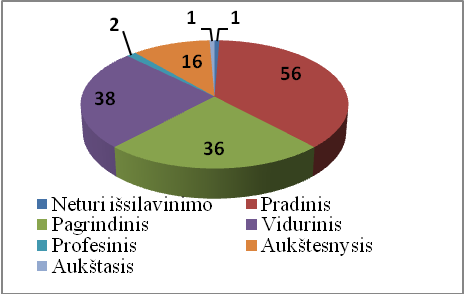 1 1
2
16 56
38
36
Neturi išsilavinimo Pradinis
Pagrindinis Vidurinis
Profesinis Aukštesnysis
Aukštasis